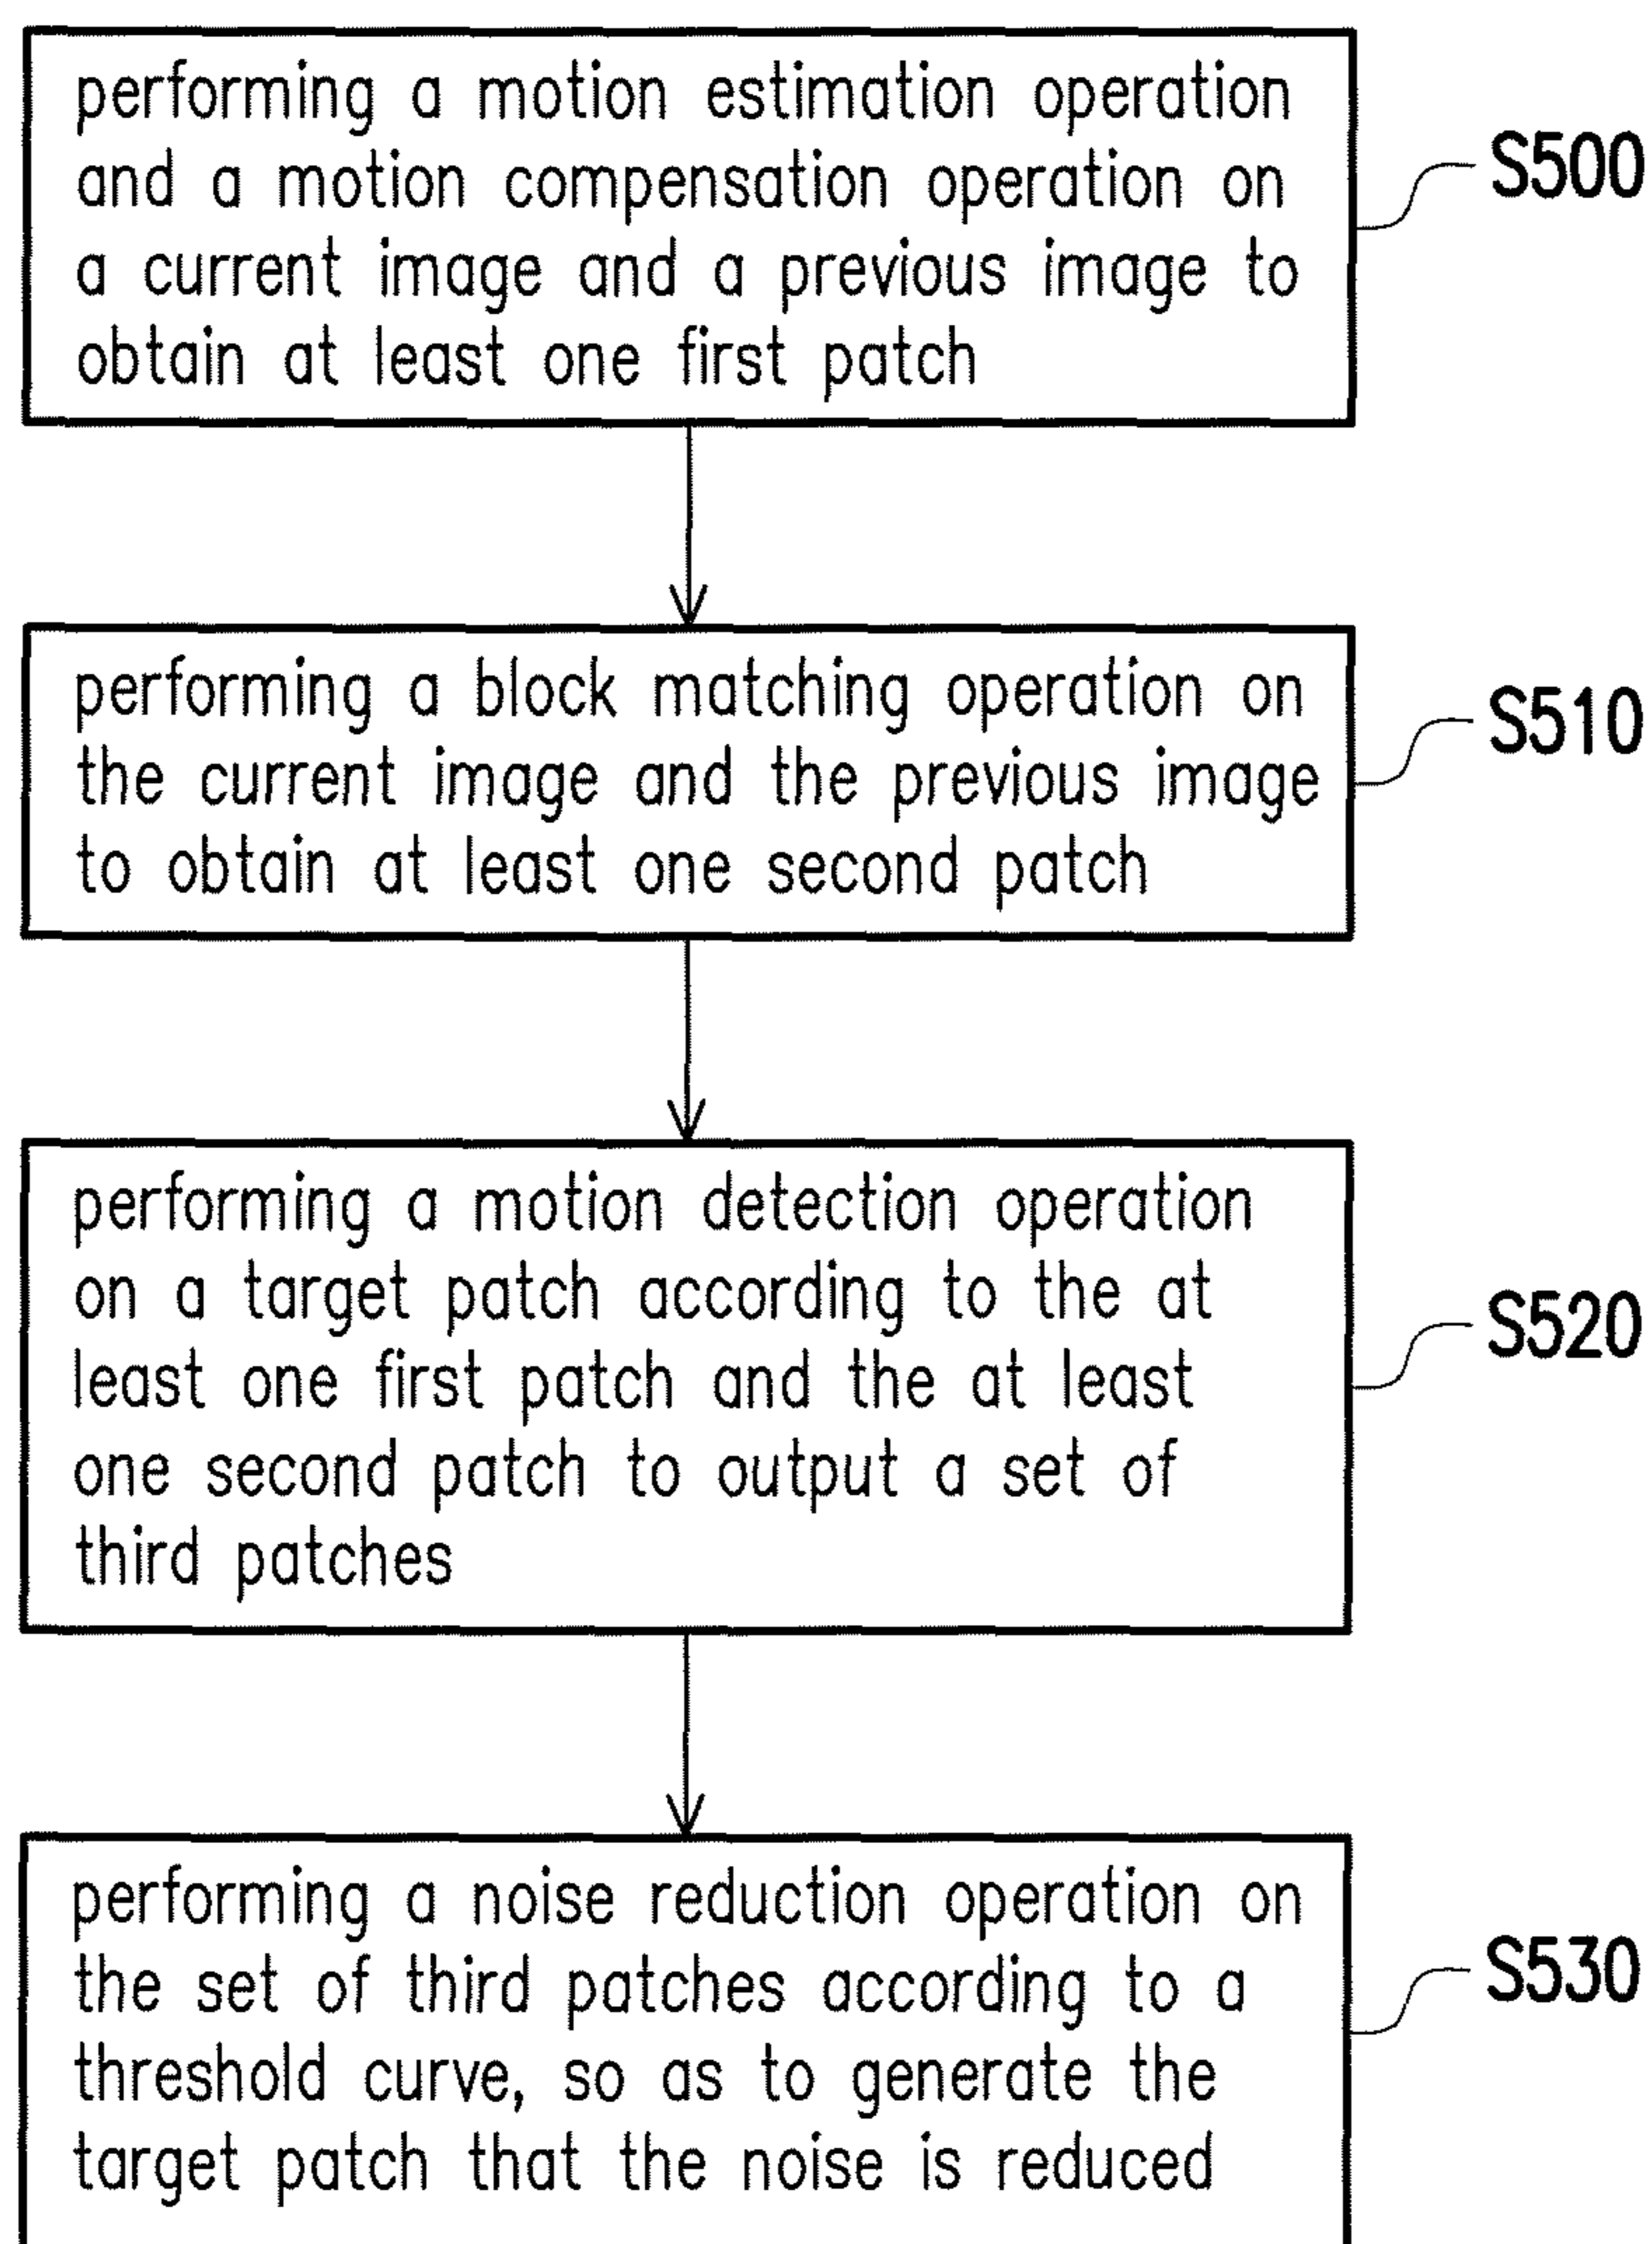 performing a motion estimation operation
and a motion compensation operation on
a current image and a previous image to
obtain at least one first patch
S500
performing a block matching operation on
the current image and the previous image
to obtain at least one second patch
S510
performing a motion detection operation
on a target patch according to the at
least one first patch and the at least
one second patch to output a set of
third patches
S520
performing a noise reduction operation on
the set of third patches according to a
threshold curve, so as to generate the
target patch that the noise is reduced
S530